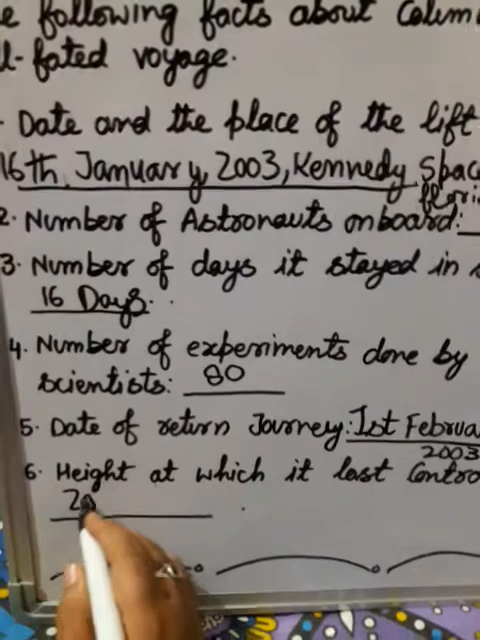 following facts about Colum
fated voyage.
Date and the place of the lift
16th January, 2003, Kennedy Spac
2. Number of Astronauts onboard:
3. Number of days it stayed in
16 Days.
4. Number of experiments done by
scientists: 80
5. Date of return Journey: 1st Februa
2003
6. Height at which it last Contro